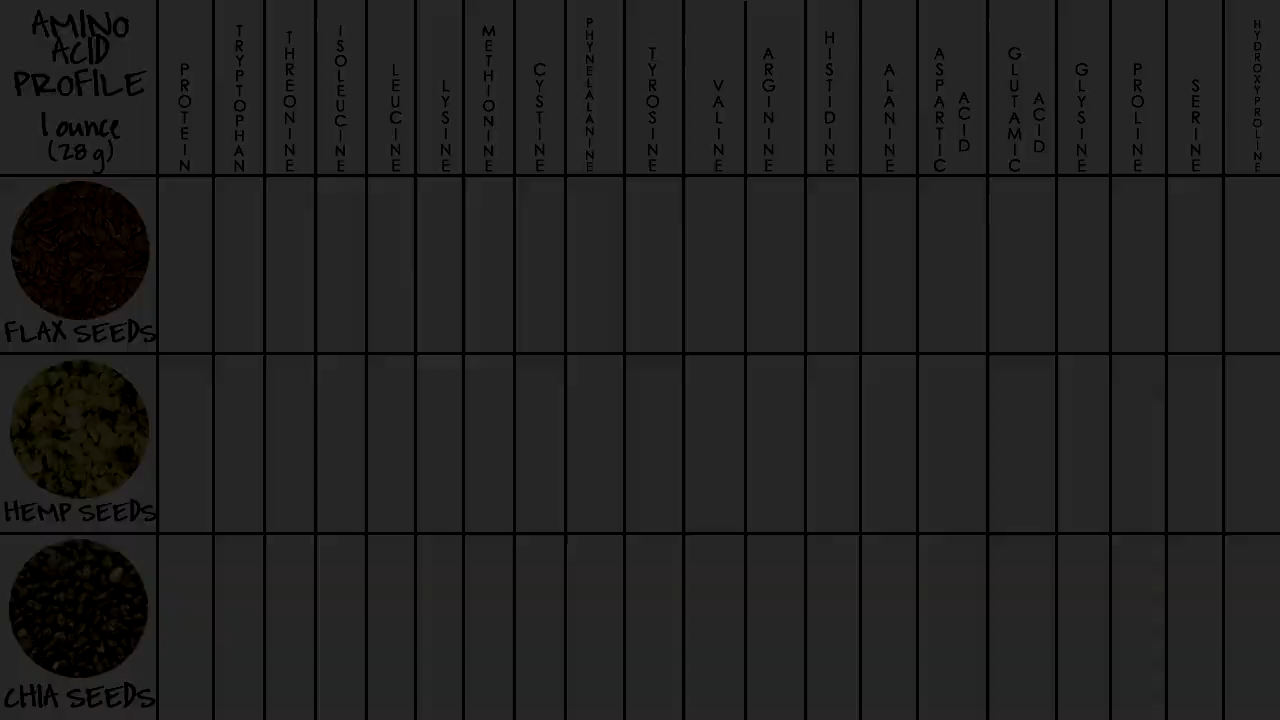 AMINO
ACID
PROFILE
1 ounce
(28 g)
PROTEIN
TRYPTOPHAN
THREONINE
ISOLEUCINE
LEUCINE
LYSINE
METHIONINE
CYSTINE
PHYNELALANINE
TYROSINE
VALINE
ARGININE
HISTIDINE
ALANINE
ASPARTIC
ACID
GLUTAMIC
ACID
GLYSINE
PROLINE
SERINE
HYDROXYPROLINE
FLAX SEEDS
HEMP SEEDS
CHIA SEEDS